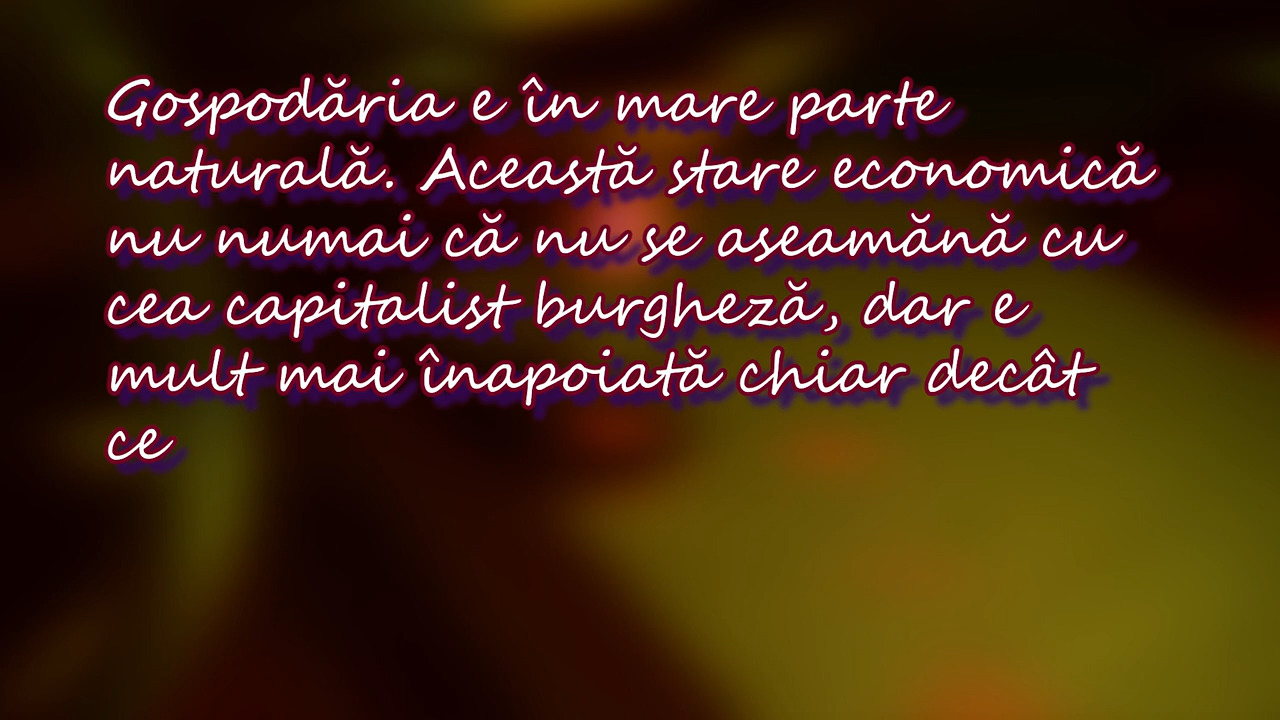 Gospodăria e în mare parte
naturală. Această stare economică
nu numai că nu se aseamănă cu
cea capitalist burgheză, dar e
mult mai înapoiată chiar decât
ce